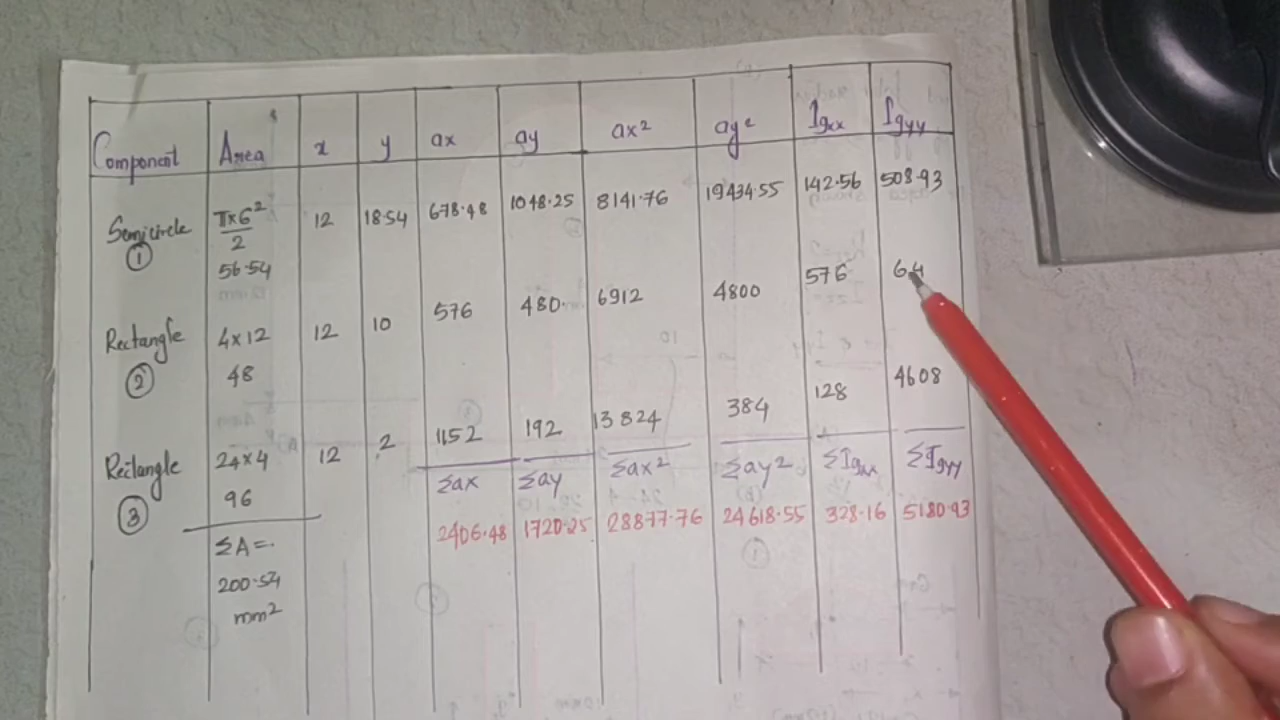 Component Area x y ax ay ax² ay² Igxx Igyy
Semicircle ① π×6²/2 12 18.54 678.48 1048.25 8141.76 19434.55 142.56 508.93
56.54
Rectangle ② 4×12 12 10 576 480 6912 4800 576 64
48
Rectangle ③ 24×4 12 2 1152 192 13824 384 128 4608
96
Σax Σay Σax² Σay² ΣIgxx ΣIgyy
ΣA= 2406.48 1720.25 28877.76 24618.55 328.16 5180.93
200.54
mm²